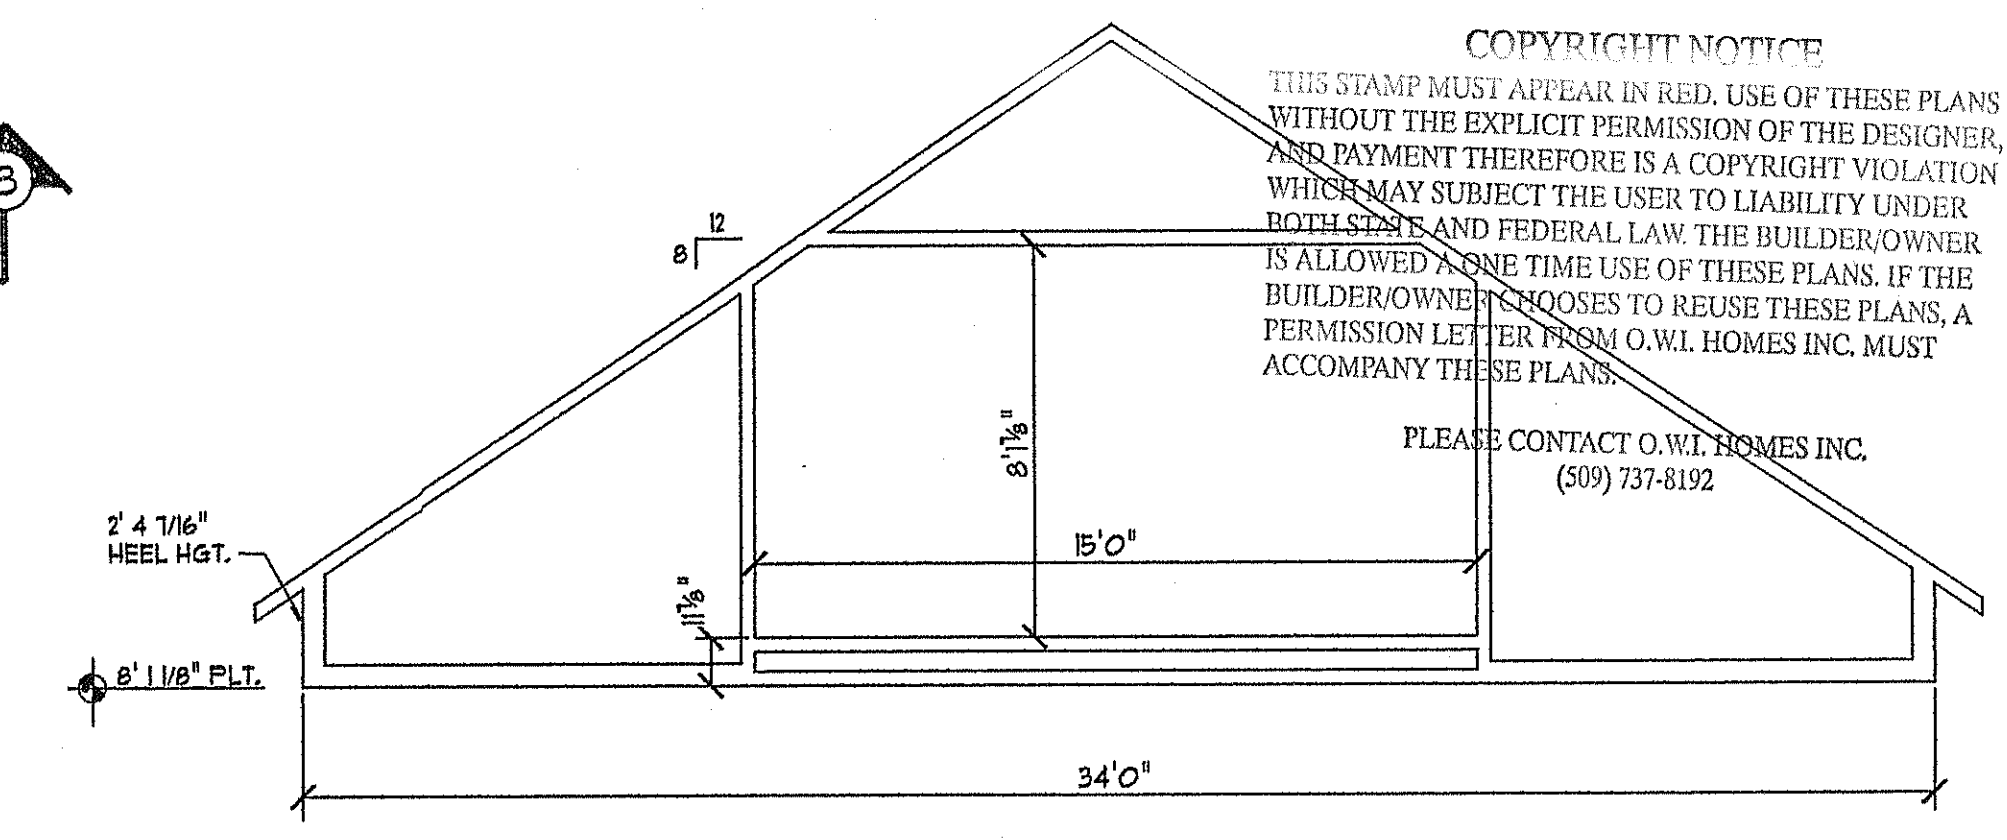 COPYRIGHT NOTICE
THIS STAMP MUST APPEAR IN RED. USE OF THESE PLANS
WITHOUT THE EXPLICIT PERMISSION OF THE DESIGNER,
AND PAYMENT THEREFORE IS A COPYRIGHT VIOLATION
WHICH MAY SUBJECT THE USER TO LIABILITY UNDER
BOTH STATE AND FEDERAL LAW. THE BUILDER/OWNER
IS ALLOWED A ONE TIME USE OF THESE PLANS. IF THE
BUILDER/OWNER CHOOSES TO REUSE THESE PLANS, A
PERMISSION LETTER FROM O.W.I. HOMES INC. MUST
ACCOMPANY THESE PLANS.
PLEASE CONTACT O.W.I. HOMES INC.
(509) 737-8192
B
12
8
8'1⅛"
15'0"
2' 4 7/16"
HEEL HGT.
11⅞"
8' 1 1/8" PLT.
34'0"